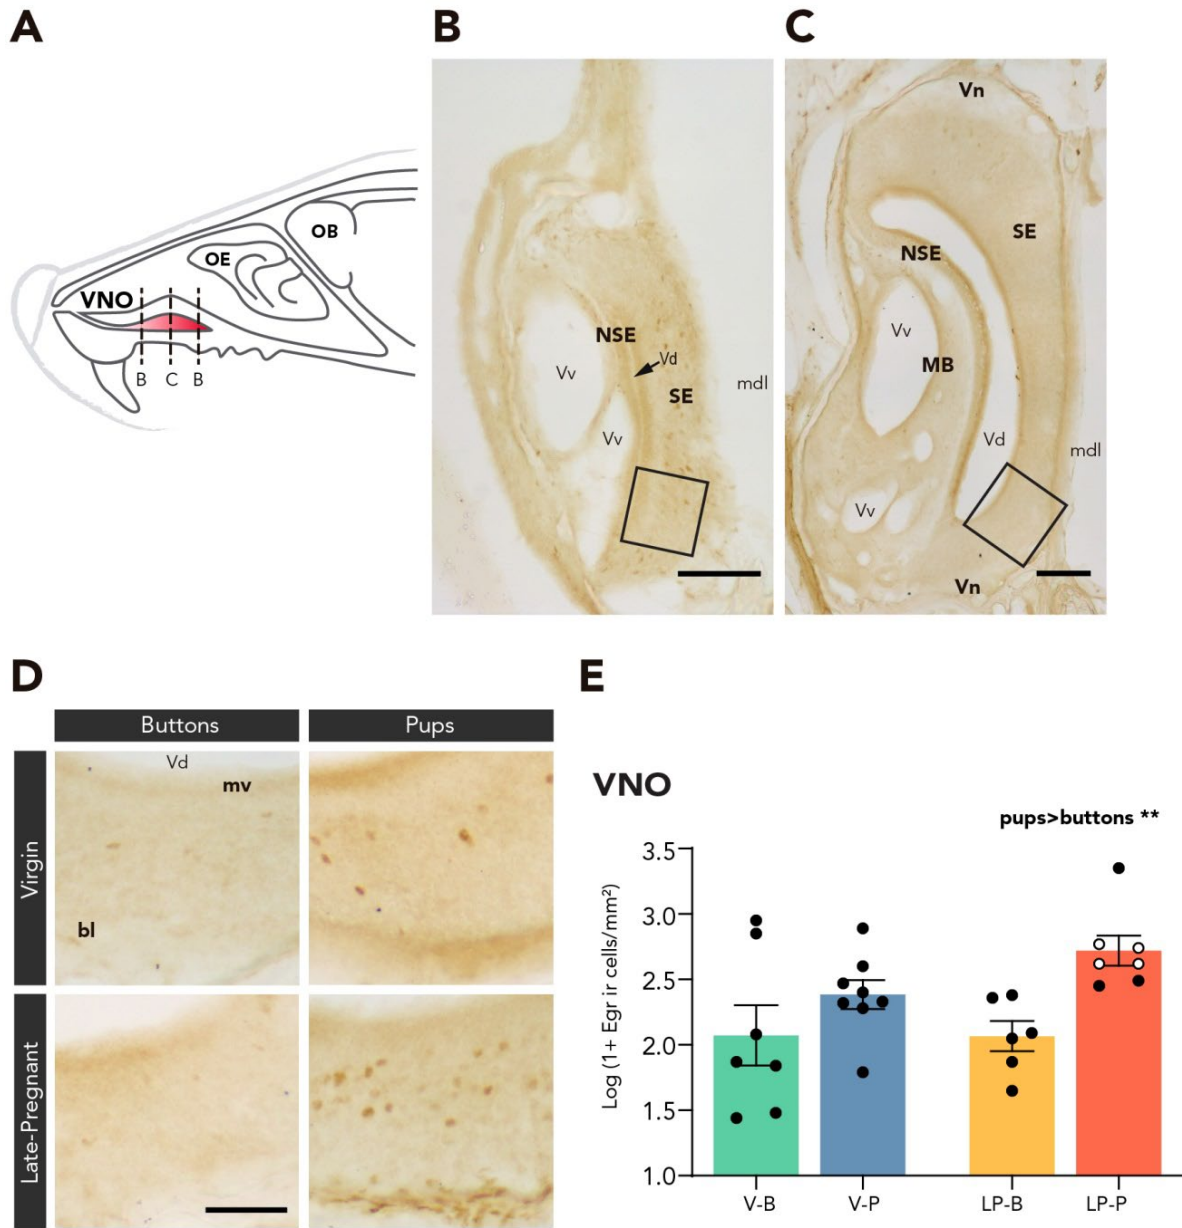 A
OB
OE
VNO
B
C
B
B
NSE
Vd
Vv
SE
mdl
Vv
C
Vn
SE
NSE
Vv
MB
Vd
mdl
Vv
Vn
D
Buttons
Pups
Virgin
Vd
mv
bl
Late-Pregnant
E
VNO
pups>buttons **
Log (1+ Egr ir cells/mm²)
3.5
3.0
2.5
2.0
1.5
1.0
V-B
V-P
LP-B
LP-P